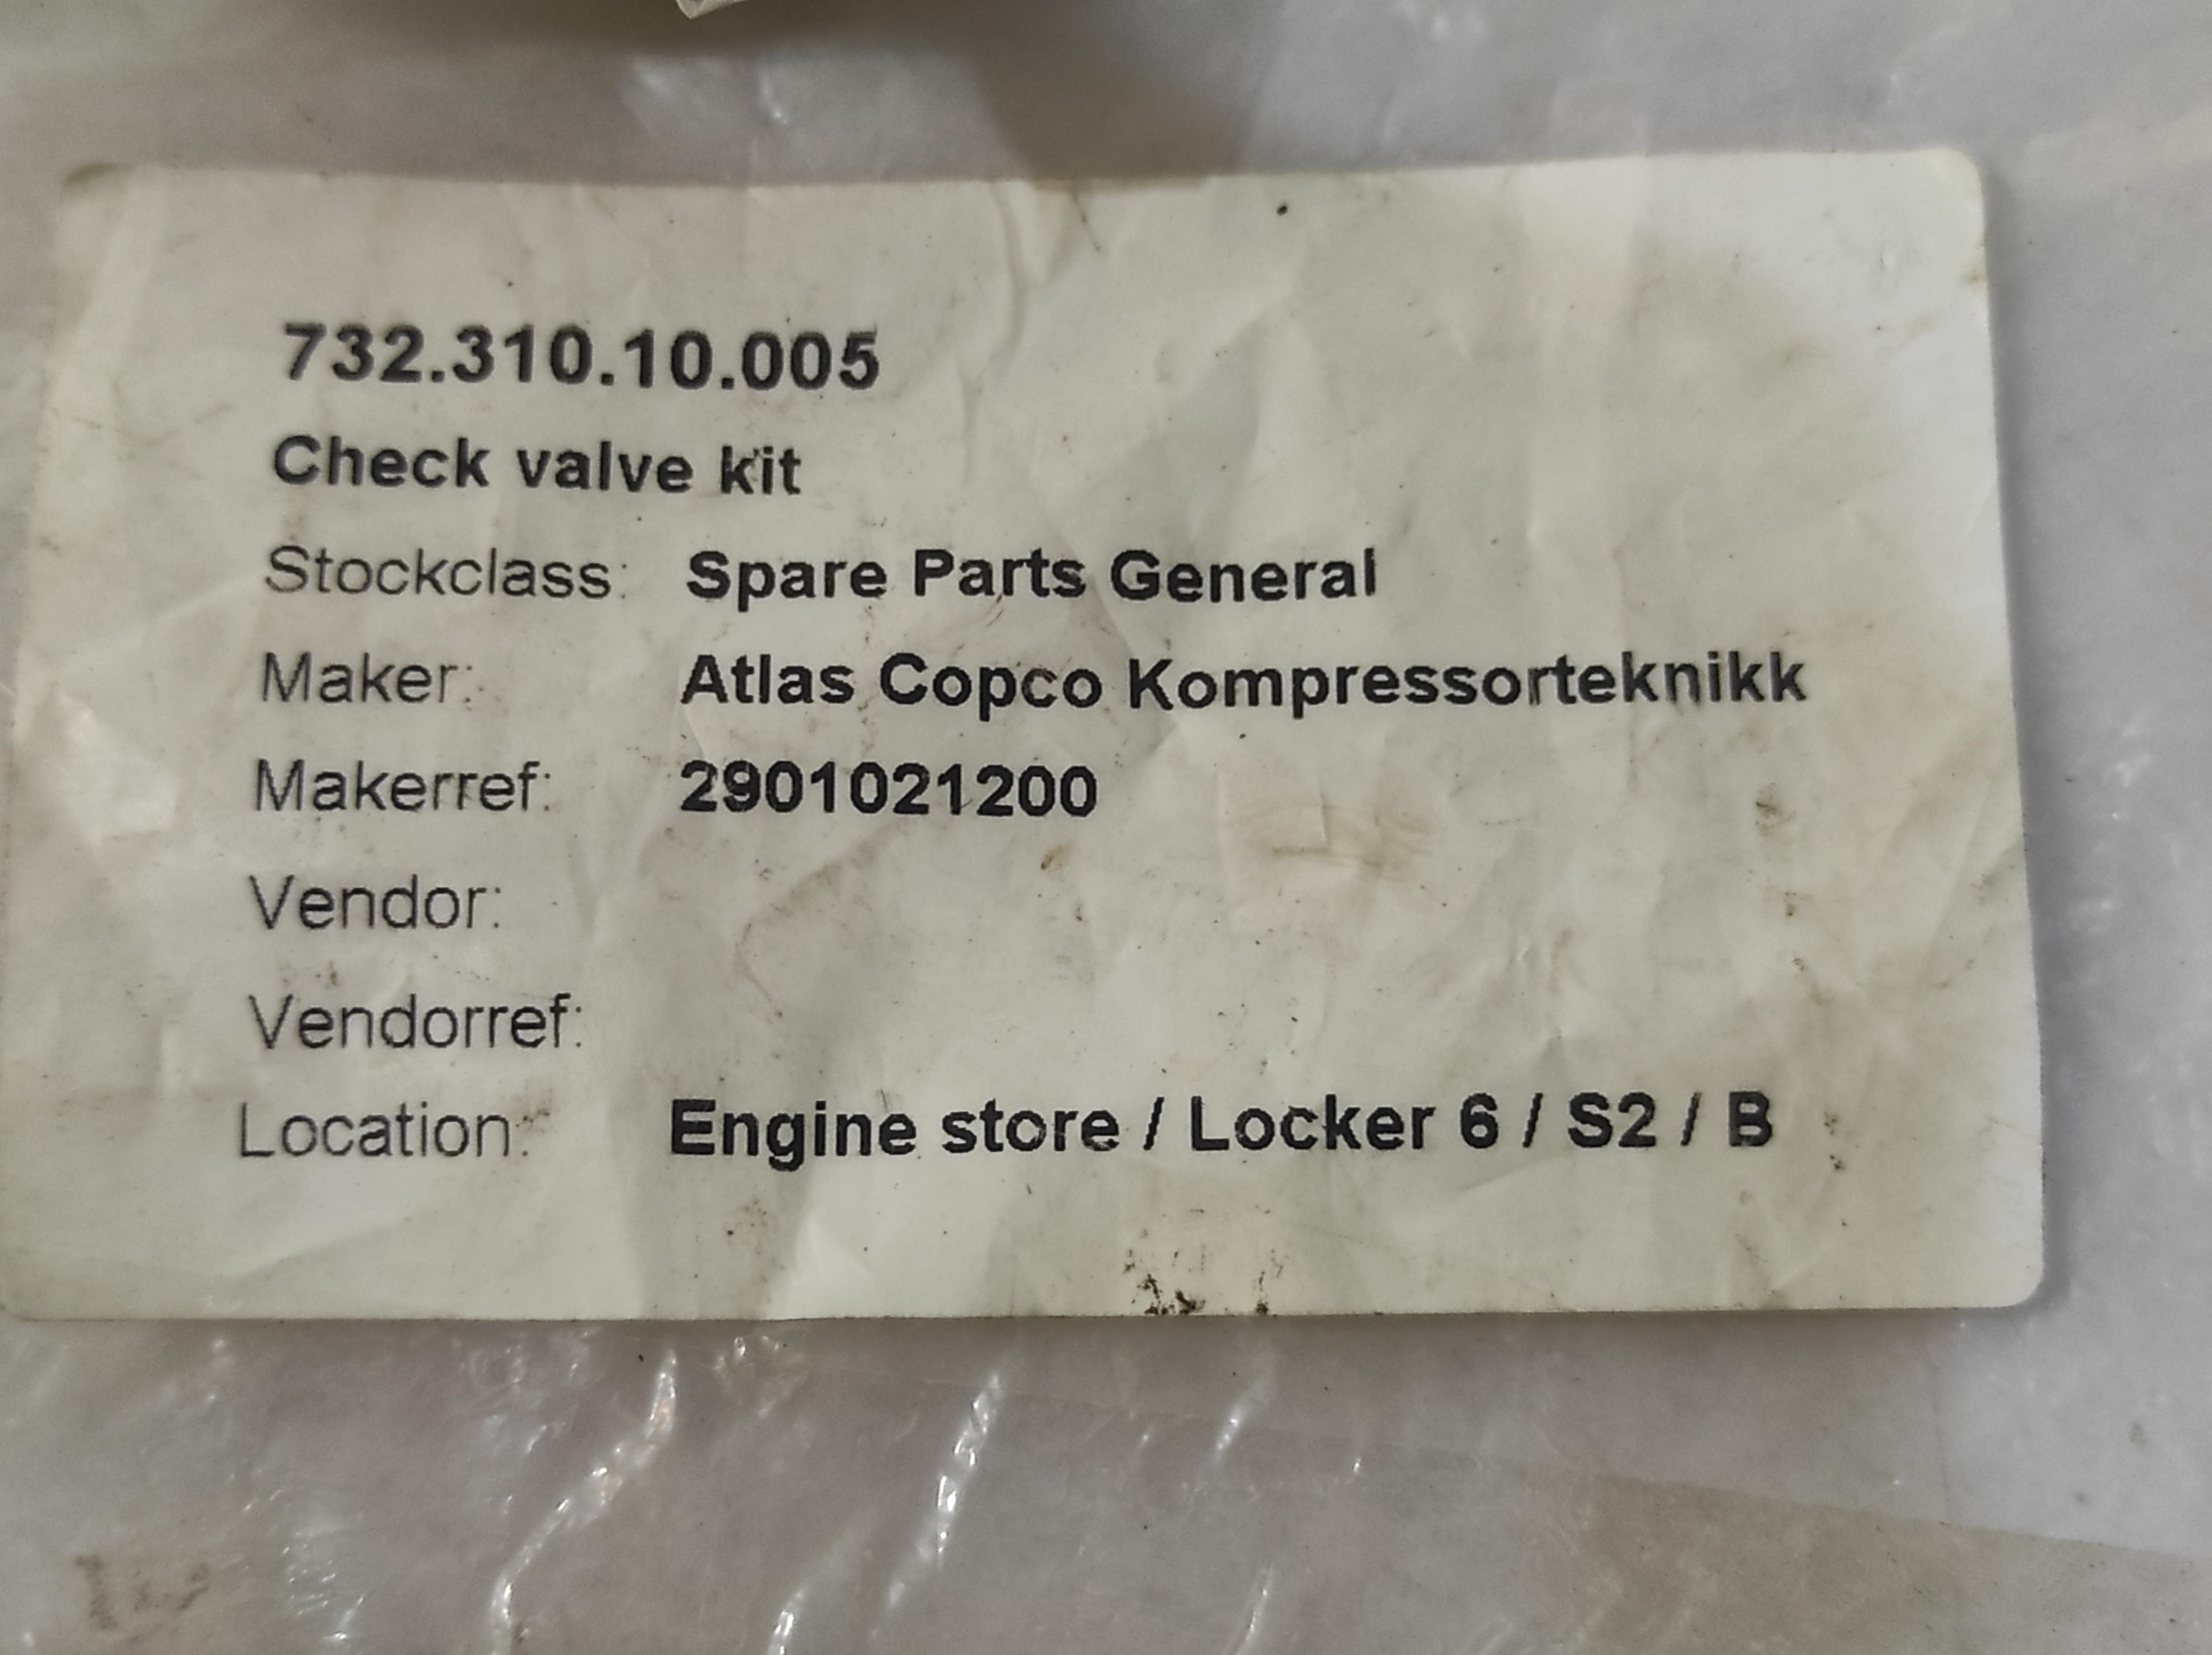 732.310.10.005
Check valve kit
Stockclass: Spare Parts General
Maker: Atlas Copco Kompressorteknikk
Makerref: 2901021200
Vendor:
Vendorref:
Location: Engine store / Locker 6 / S2 / B